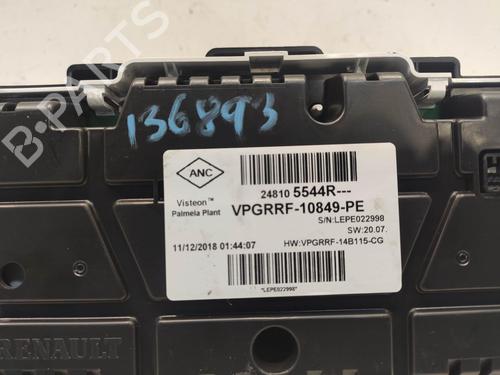 B-PARTS
136893
ANC
Visteon™
Palmela Plant
24810 5544R---
VPGRRF-10849-PE
S/N:LEPE022998
SW:20.07.
11/12/2018 01:44:07
HW:VPGRRF-14B115-CG
*LEPE022998*
RENAULT